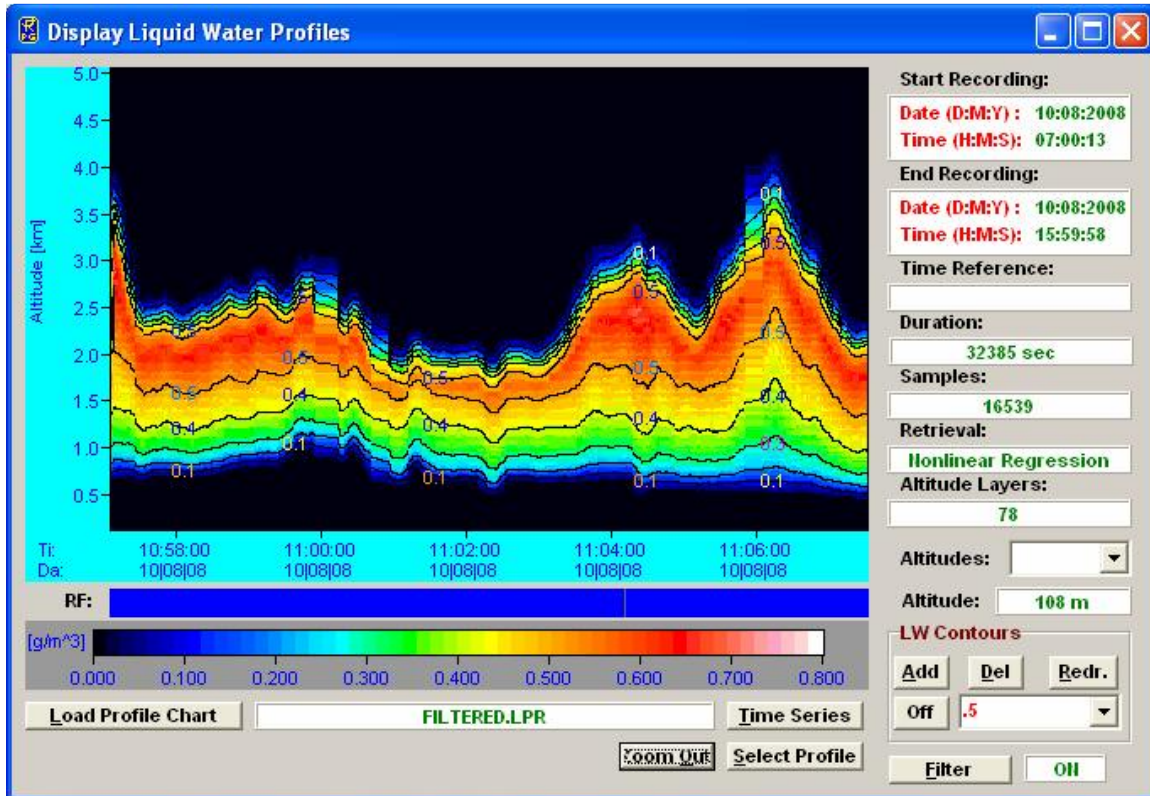 Display Liquid Water Profiles
5.0
4.5
4.0
3.5
3.0
2.5
2.0
1.5
1.0
0.5
Altitude [km]
0.1
0.5
0.1
0.5
0.5
0.5
0.5
0.5
0.5
0.5
0.4
0.4
0.4
0.4
0.4
0.3
0.1
0.1
0.1
0.1
0.1
Ti: 10:58:00 11:00:00 11:02:00 11:04:00 11:06:00
Da: 10|08|08 10|08|08 10|08|08 10|08|08 10|08|08
RF:
[g/m^3]
0.000 0.100 0.200 0.300 0.400 0.500 0.600 0.700 0.800
Load Profile Chart FILTERED.LPR Time Series
Zoom Out Select Profile
Start Recording:
Date (D:M:Y) : 10:08:2008
Time (H:M:S): 07:00:13
End Recording:
Date (D:M:Y) : 10:08:2008
Time (H:M:S): 15:59:58
Time Reference:
Duration:
32385 sec
Samples:
16539
Retrieval:
Nonlinear Regression
Altitude Layers:
78
Altitudes:
Altitude: 108 m
LW Contours
Add Del Redr.
Off .5
Filter ON